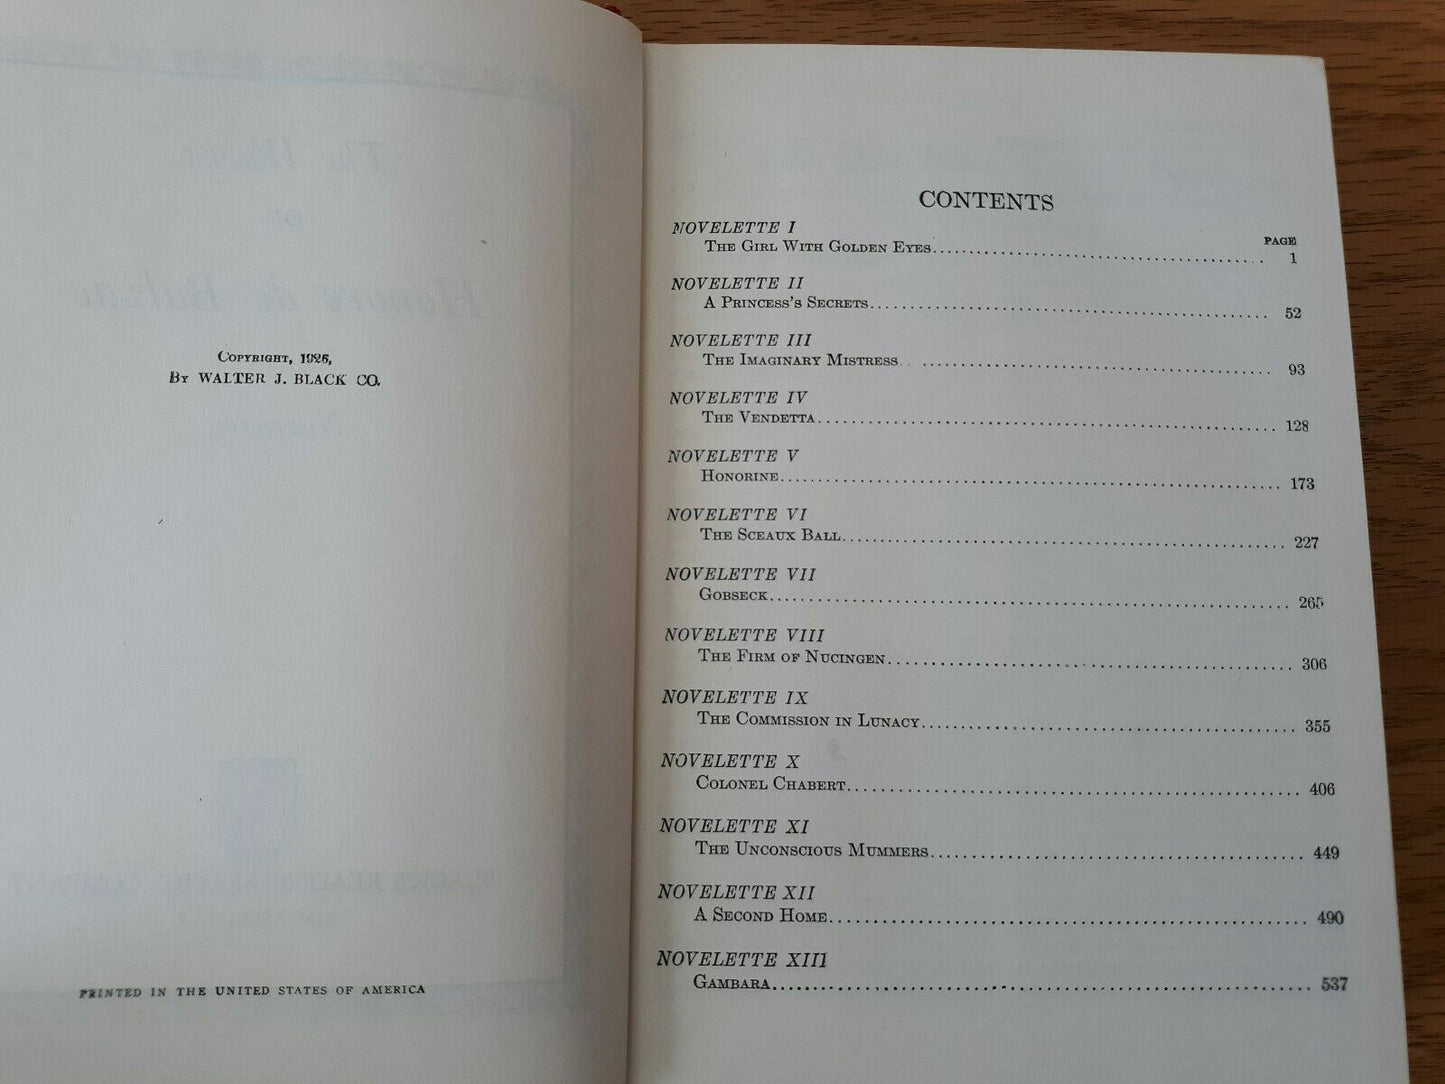 COPYRIGHT, 1926,
BY WALTER J. BLACK CO.
PRINTED IN THE UNITED STATES OF AMERICA
CONTENTS
NOVELETTE I
PAGE
THE GIRL WITH GOLDEN EYES 1
NOVELETTE II
A PRINCESS'S SECRETS 52
NOVELETTE III
THE IMAGINARY MISTRESS 93
NOVELETTE IV
THE VENDETTA 128
NOVELETTE V
HONORINE 173
NOVELETTE VI
THE SCEAUX BALL 227
NOVELETTE VII
GOBSECK 265
NOVELETTE VIII
THE FIRM OF NUCINGEN 306
NOVELETTE IX
THE COMMISSION IN LUNACY 355
NOVELETTE X
COLONEL CHABERT 406
NOVELETTE XI
THE UNCONSCIOUS MUMMERS 449
NOVELETTE XII
A SECOND HOME 490
NOVELETTE XIII
GAMBARA 537